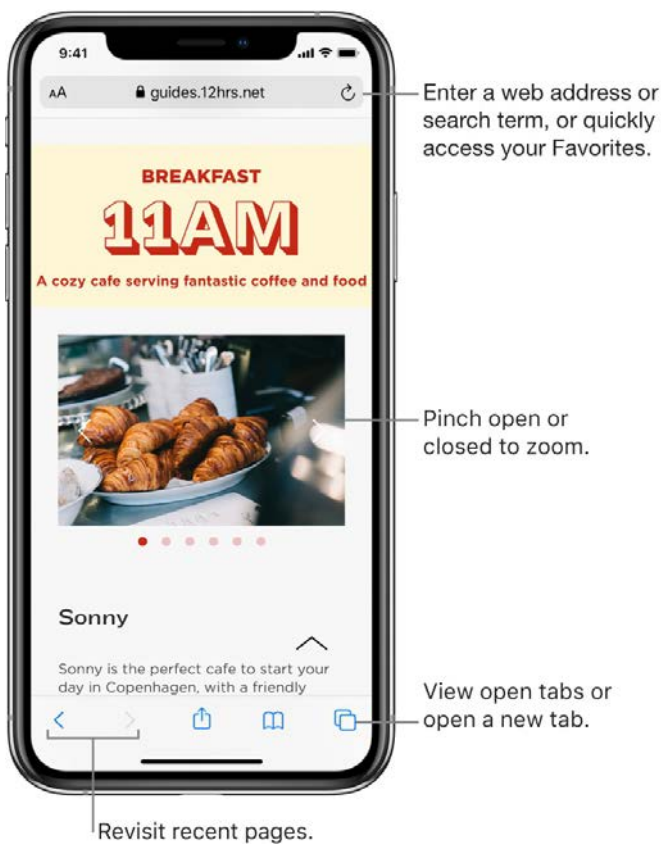 9:41
AA guides.12hrs.net
Enter a web address or
search term, or quickly
access your Favorites.
BREAKFAST
11AM
A cozy cafe serving fantastic coffee and food
Pinch open or
closed to zoom.
Sonny
Sonny is the perfect cafe to start your
day in Copenhagen, with a friendly
View open tabs or
open a new tab.
Revisit recent pages.